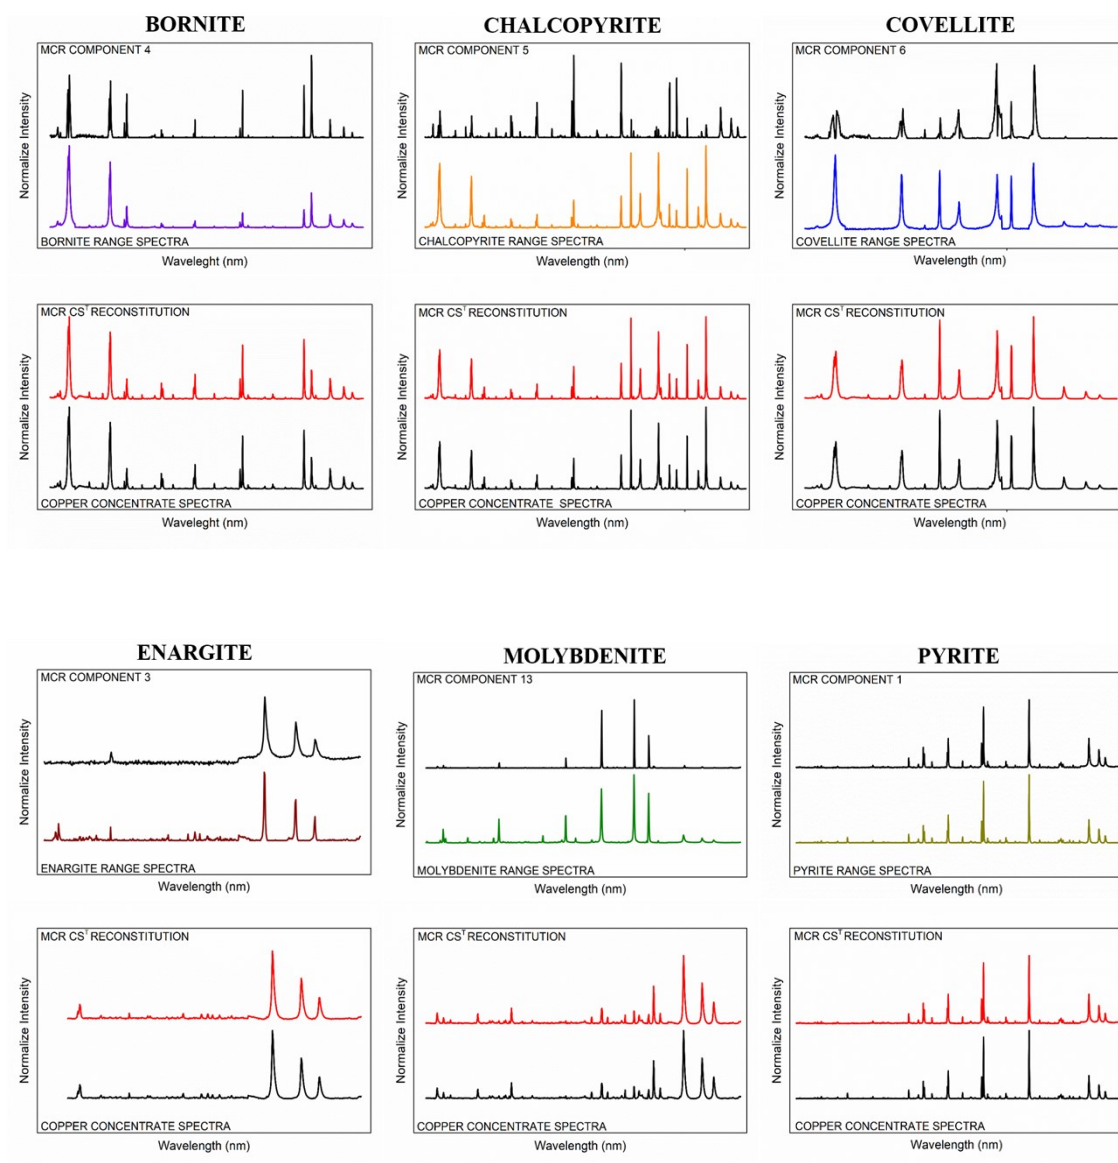 BORNITE
MCR COMPONENT 4
Normalize Intensity
BORNITE RANGE SPECTRA
Waveleght (nm)
MCR CSᵀ RECONSTITUTION
Normalize Intensity
COPPER CONCENTRATE SPECTRA
Waveleght (nm)
CHALCOPYRITE
MCR COMPONENT 5
Normalize Intensity
CHALCOPYRITE RANGE SPECTRA
Wavelength (nm)
MCR CSᵀ RECONSTITUTION
Normalize Intensity
COPPER CONCENTRATE SPECTRA
Wavelength (nm)
COVELLITE
MCR COMPONENT 6
Normalize Intensity
COVELLITE RANGE SPECTRA
Wavelength (nm)
MCR CSᵀ RECONSTITUTION
Normalize Intensity
COPPER CONCENTRATE SPECTRA
Wavelength (nm)
ENARGITE
MCR COMPONENT 3
Normalize Intensity
ENARGITE RANGE SPECTRA
Wavelength (nm)
MCR CSᵀ RECONSTITUTION
Normalize Intensity
COPPER CONCENTRATE SPECTRA
Wavelength (nm)
MOLYBDENITE
MCR COMPONENT 13
Normalize Intensity
MOLYBDENITE RANGE SPECTRA
Wavelength (nm)
MCR CSᵀ RECONSTITUTION
Normalize Intensity
COPPER CONCENTRATE SPECTRA
Wavelength (nm)
PYRITE
MCR COMPONENT 1
Normalize Intensity
PYRITE RANGE SPECTRA
Wavelength (nm)
MCR CSᵀ RECONSTITUTION
Normalize Intensity
COPPER CONCENTRATE SPECTRA
Wavelength (nm)